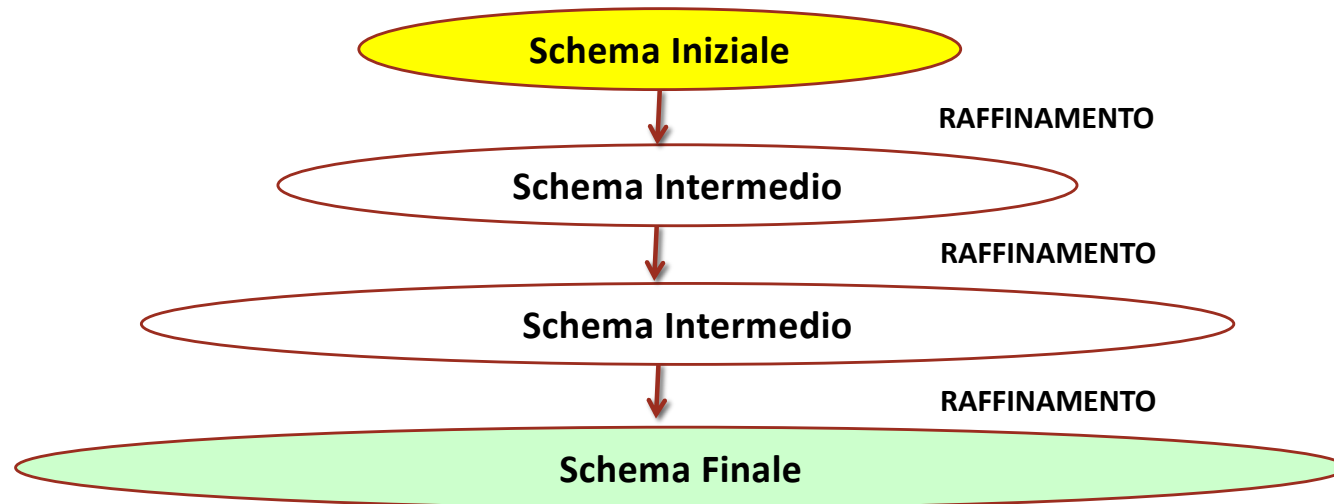 Schema Iniziale
RAFFINAMENTO
Schema Intermedio
RAFFINAMENTO
Schema Intermedio
RAFFINAMENTO
Schema Finale